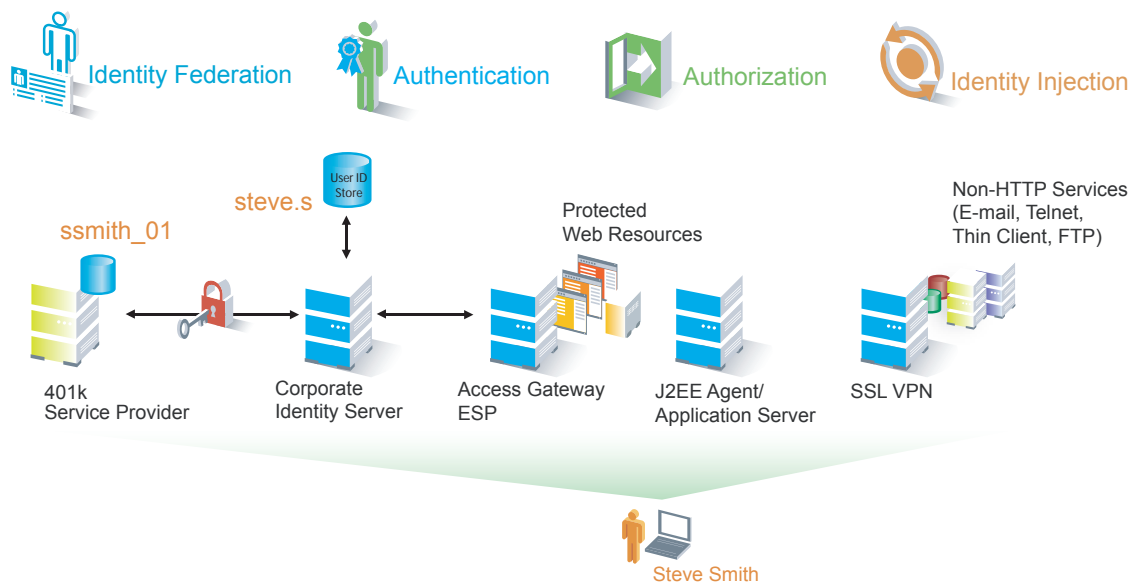 Identity Federation
Authentication
Authorization
Identity Injection
User ID
Store
steve.s
ssmith_01
Protected
Web Resources
Non-HTTP Services
(E-mail, Telnet,
Thin Client, FTP)
401k
Service Provider
Corporate
Identity Server
Access Gateway
ESP
J2EE Agent/
Application Server
SSL VPN
Steve Smith